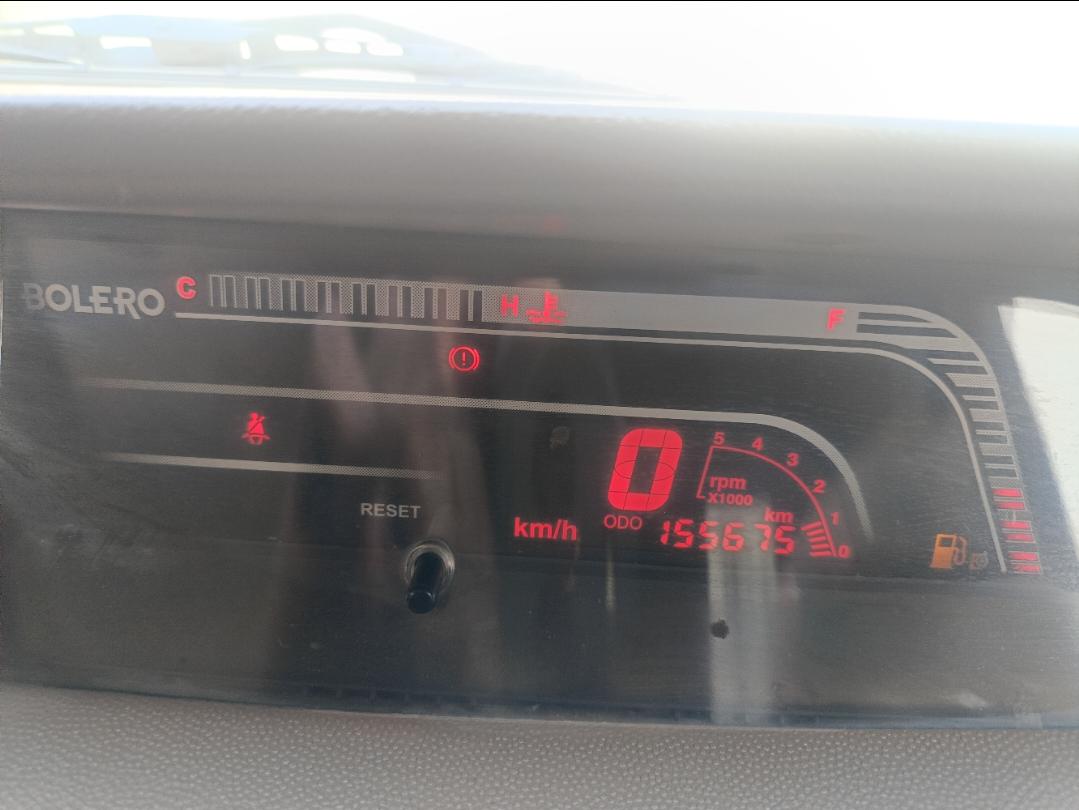 BOLERO
C
H
F
RESET
0
km/h
ODO
155675
km
5
4
3
2
1
0
rpm
X1000